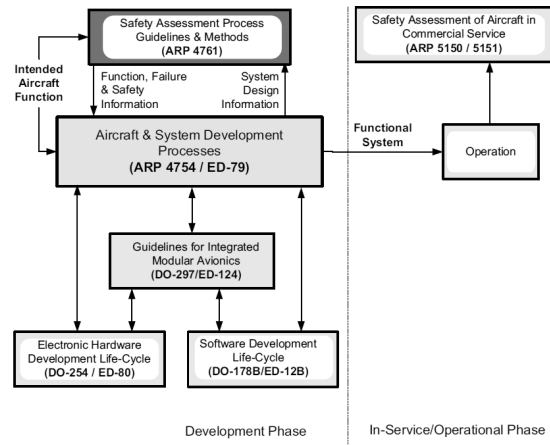 Safety Assessment Process
Guidelines & Methods
(ARP 4761)
Safety Assessment of Aircraft in
Commercial Service
(ARP 5150 / 5151)
Intended
Aircraft
Function
Function, Failure
& Safety
Information
System
Design
Information
Aircraft & System Development
Processes
(ARP 4754 / ED-79)
Functional
System
Operation
Guidelines for Integrated
Modular Avionics
(DO-297/ED-124)
Electronic Hardware
Development Life-Cycle
(DO-254 / ED-80)
Software Development
Life-Cycle
(DO-178B/ED-12B)
Development Phase
In-Service/Operational Phase